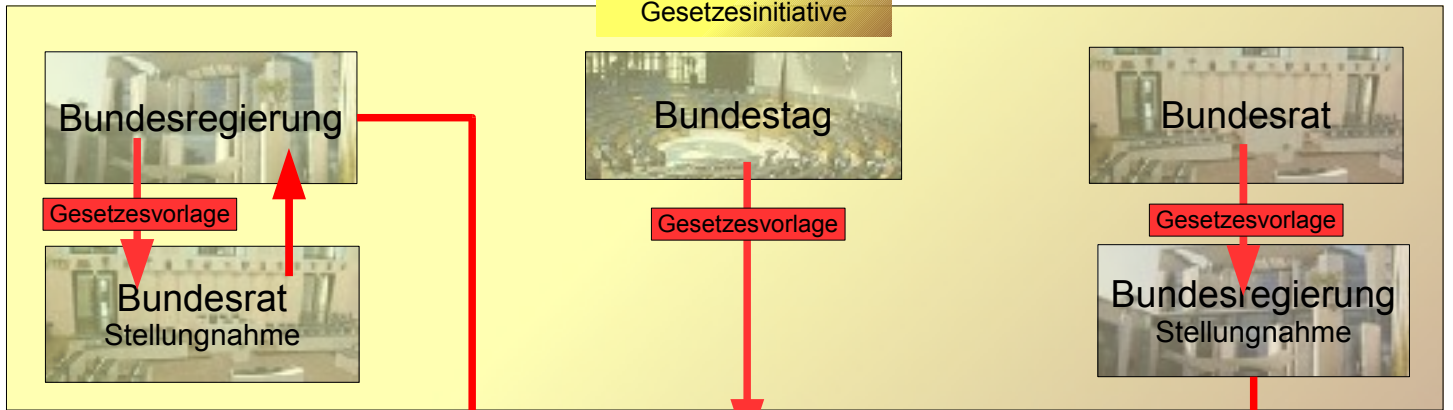 Gesetzesinitiative
Bundesregierung
Gesetzesvorlage
Bundesrat
Stellungnahme
Bundestag
Gesetzesvorlage
Bundesrat
Gesetzesvorlage
Bundesregierung
Stellungnahme